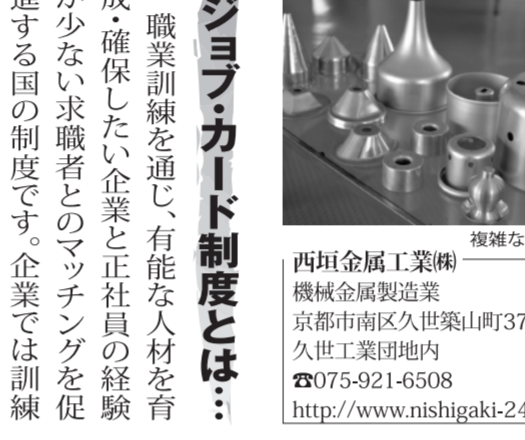 ジョブ・カード制度とは…
職業訓練を通じ、有能な人材を育
成・確保したい企業と正社員の経験
が少ない求職者とのマッチングを促
進する国の制度です。企業では訓練
複雑な
西垣金属工業㈱
機械金属製造業
京都市南区久世築山町37
久世工業団地内
☎075-921-6508
http://www.nishigaki-24